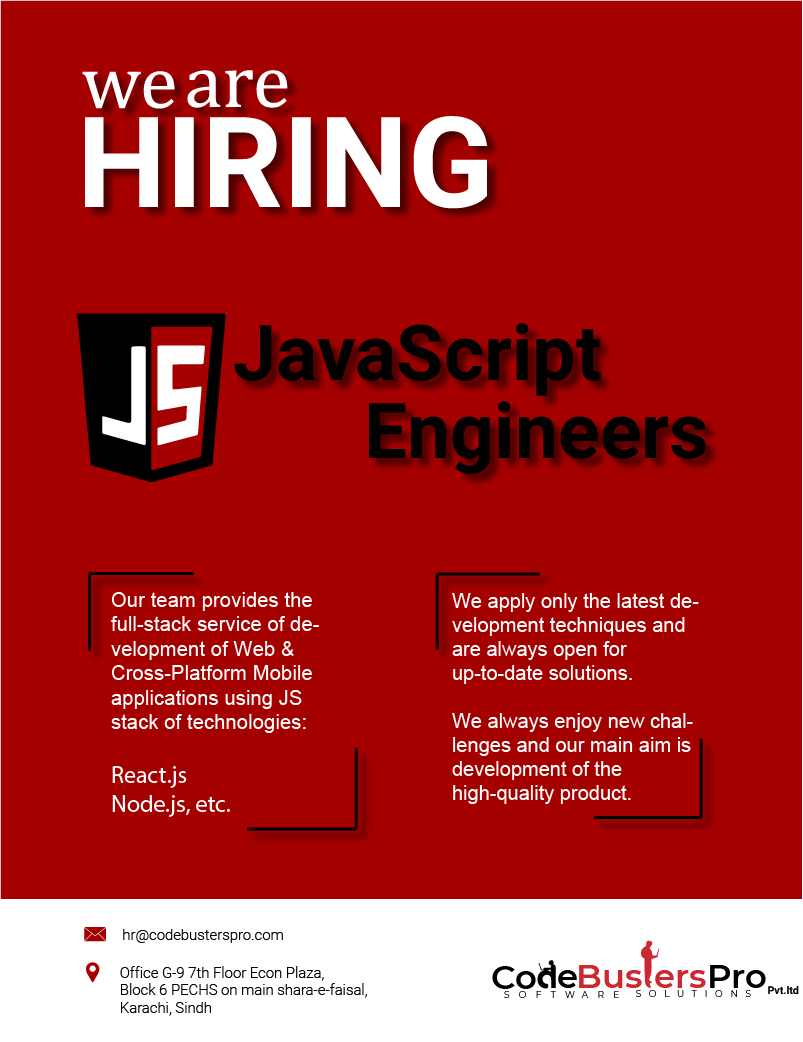 we are
HIRING
JS
JavaScript
Engineers
Our team provides the
full-stack service of de-
velopment of Web &
Cross-Platform Mobile
applications using JS
stack of technologies:
React.js
Node.js, etc.
We apply only the latest de-
velopment techniques and
are always open for
up-to-date solutions.
We always enjoy new chal-
lenges and our main aim is
development of the
high-quality product.
hr@codebusterspro.com
Office G-9 7th Floor Econ Plaza,
Block 6 PECHS on main shara-e-faisal,
Karachi, Sindh
CodeBustersPro
SOFTWARE SOLUTIONS Pvt.ltd